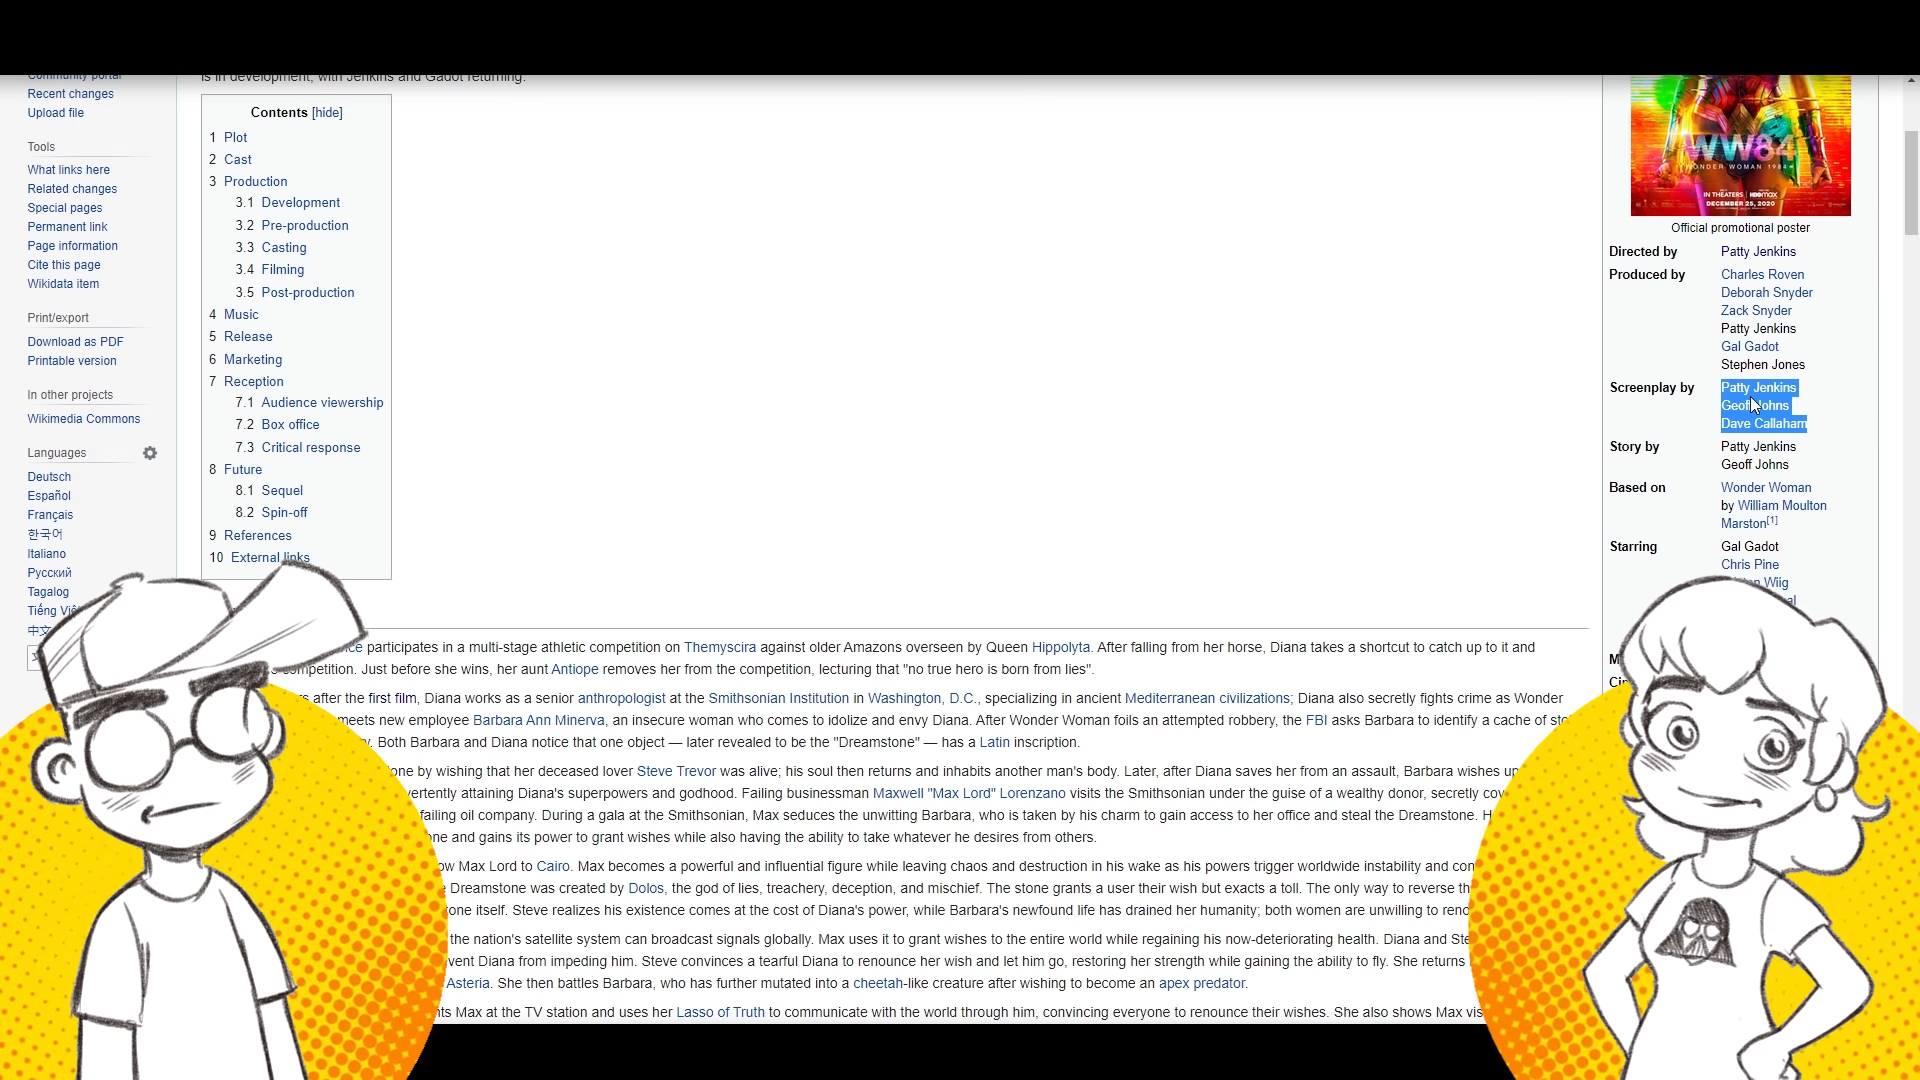 Community portal
Recent changes
Upload file
Tools
What links here
Related changes
Special pages
Permanent link
Page information
Cite this page
Wikidata item
Print/export
Download as PDF
Printable version
In other projects
Wikimedia Commons
Languages
Deutsch
Español
Français
한국어
Italiano
Русский
Tagalog
Tiếng Việt
中文
is in development, with Jenkins and Gadot returning.
Contents [hide]
1 Plot
2 Cast
3 Production
3.1 Development
3.2 Pre-production
3.3 Casting
3.4 Filming
3.5 Post-production
4 Music
5 Release
6 Marketing
7 Reception
7.1 Audience viewership
7.2 Box office
7.3 Critical response
8 Future
8.1 Sequel
8.2 Spin-off
9 References
10 External links
participates in a multi-stage athletic competition on Themyscira against older Amazons overseen by Queen Hippolyta. After falling from her horse, Diana takes a shortcut to catch up to it and
competition. Just before she wins, her aunt Antiope removes her from the competition, lecturing that "no true hero is born from lies".
after the first film, Diana works as a senior anthropologist at the Smithsonian Institution in Washington, D.C., specializing in ancient Mediterranean civilizations; Diana also secretly fights crime as Wonder
meets new employee Barbara Ann Minerva, an insecure woman who comes to idolize and envy Diana. After Wonder Woman foils an attempted robbery, the FBI asks Barbara to identify a cache of
Both Barbara and Diana notice that one object — later revealed to be the "Dreamstone" — has a Latin inscription.
by wishing that her deceased lover Steve Trevor was alive; his soul then returns and inhabits another man's body. Later, after Diana saves her from an assault, Barbara wishes
attaining Diana's superpowers and godhood. Failing businessman Maxwell "Max Lord" Lorenzano visits the Smithsonian under the guise of a wealthy donor, secretly
failing oil company. During a gala at the Smithsonian, Max seduces the unwitting Barbara, who is taken by his charm to gain access to her office and steal the Dreamstone.
and gains its power to grant wishes while also having the ability to take whatever he desires from others.
Max Lord to Cairo. Max becomes a powerful and influential figure while leaving chaos and destruction in his wake as his powers trigger worldwide instability and
Dreamstone was created by Dolos, the god of lies, treachery, deception, and mischief. The stone grants a user their wish but exacts a toll. The only way to reverse
itself. Steve realizes his existence comes at the cost of Diana's power, while Barbara's newfound life has drained her humanity; both women are unwilling to
the nation's satellite system can broadcast signals globally. Max uses it to grant wishes to the entire world while regaining his now-deteriorating health. Diana and
Diana from impeding him. Steve convinces a tearful Diana to renounce her wish and let him go, restoring her strength while gaining the ability to fly. She returns
Asteria. She then battles Barbara, who has further mutated into a cheetah-like creature after wishing to become an apex predator.
Max at the TV station and uses her Lasso of Truth to communicate with the world through him, convincing everyone to renounce their wishes. She also shows Max
WW84
WONDER WOMAN 1984
IN THEATERS HBOmax
DECEMBER 25, 2020
Official promotional poster
Directed by Patty Jenkins
Produced by Charles Roven
Deborah Snyder
Zack Snyder
Patty Jenkins
Gal Gadot
Stephen Jones
Screenplay by Patty Jenkins
Geoff Johns
Dave Callaham
Story by Patty Jenkins
Geoff Johns
Based on Wonder Woman
by William Moulton
Marston[1]
Starring Gal Gadot
Chris Pine
Wiig